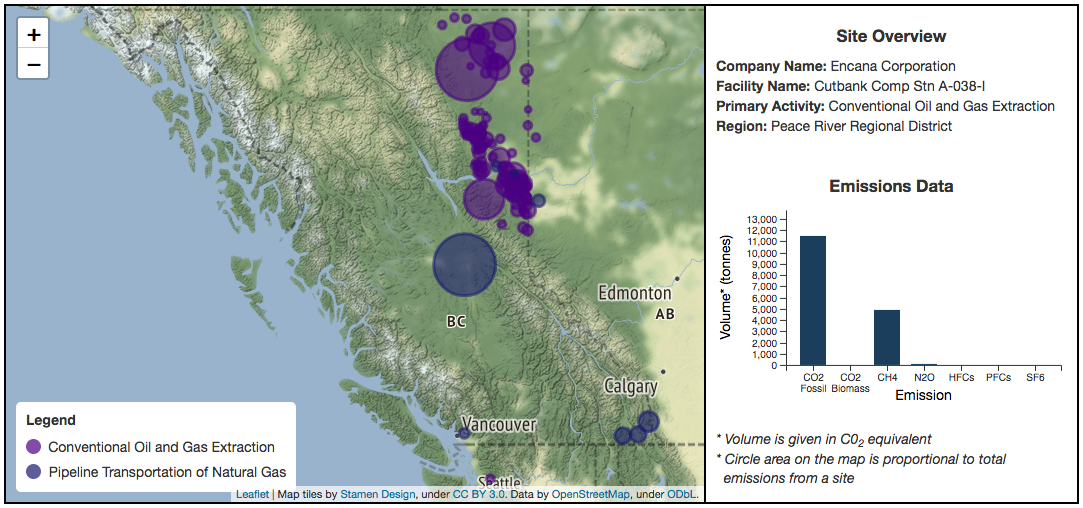 +
−
Edmonton
AB
BC
Calgary
Vancouver
Seattle
Legend
Conventional Oil and Gas Extraction
Pipeline Transportation of Natural Gas
Leaflet | Map tiles by Stamen Design, under CC BY 3.0. Data by OpenStreetMap, under ODbL.
Site Overview
Company Name: Encana Corporation
Facility Name: Cutbank Comp Stn A-038-I
Primary Activity: Conventional Oil and Gas Extraction
Region: Peace River Regional District
Emissions Data
Volume* (tonnes)
13,000
12,000
11,000
10,000
9,000
8,000
7,000
6,000
5,000
4,000
3,000
2,000
1,000
0
CO2 CO2 CH4 N2O HFCs PFCs SF6
Fossil Biomass
Emission
* Volume is given in C0₂ equivalent
* Circle area on the map is proportional to total
emissions from a site